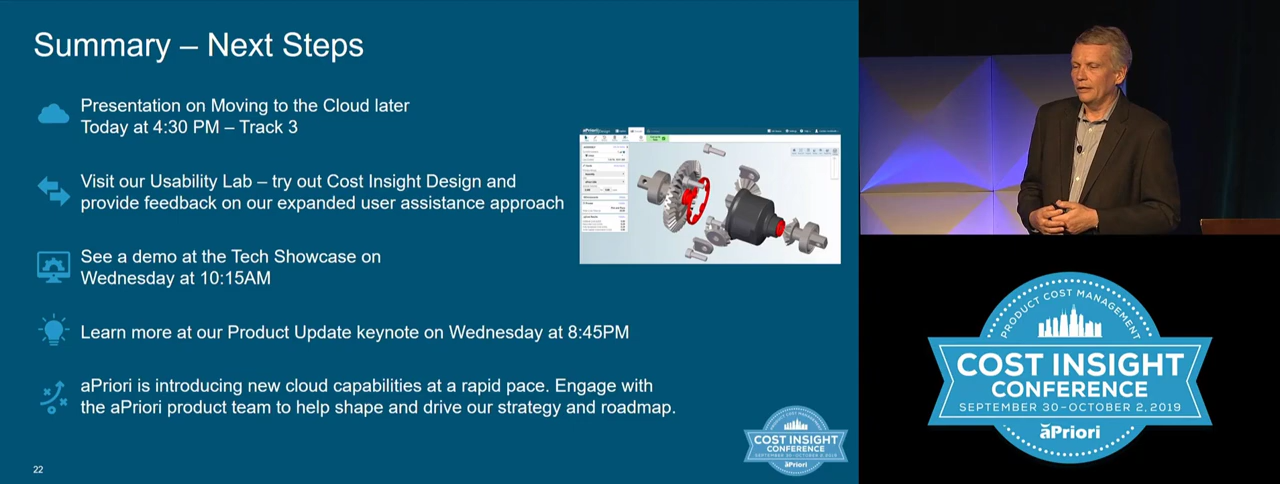 Summary – Next Steps
Presentation on Moving to the Cloud later
Today at 4:30 PM – Track 3
Visit our Usability Lab – try out Cost Insight Design and
provide feedback on our expanded user assistance approach
See a demo at the Tech Showcase on
Wednesday at 10:15AM
Learn more at our Product Update keynote on Wednesday at 8:45PM
aPriori is introducing new cloud capabilities at a rapid pace. Engage with
the aPriori product team to help shape and drive our strategy and roadmap.
22
aPriori
PRODUCT COST MANAGEMENT
COST INSIGHT
CONFERENCE
SEPTEMBER 30-OCTOBER 2, 2019
aPriori
PRODUCT COST MANAGEMENT
COST INSIGHT
CONFERENCE
SEPTEMBER 30–OCTOBER 2, 2019
ăPriori